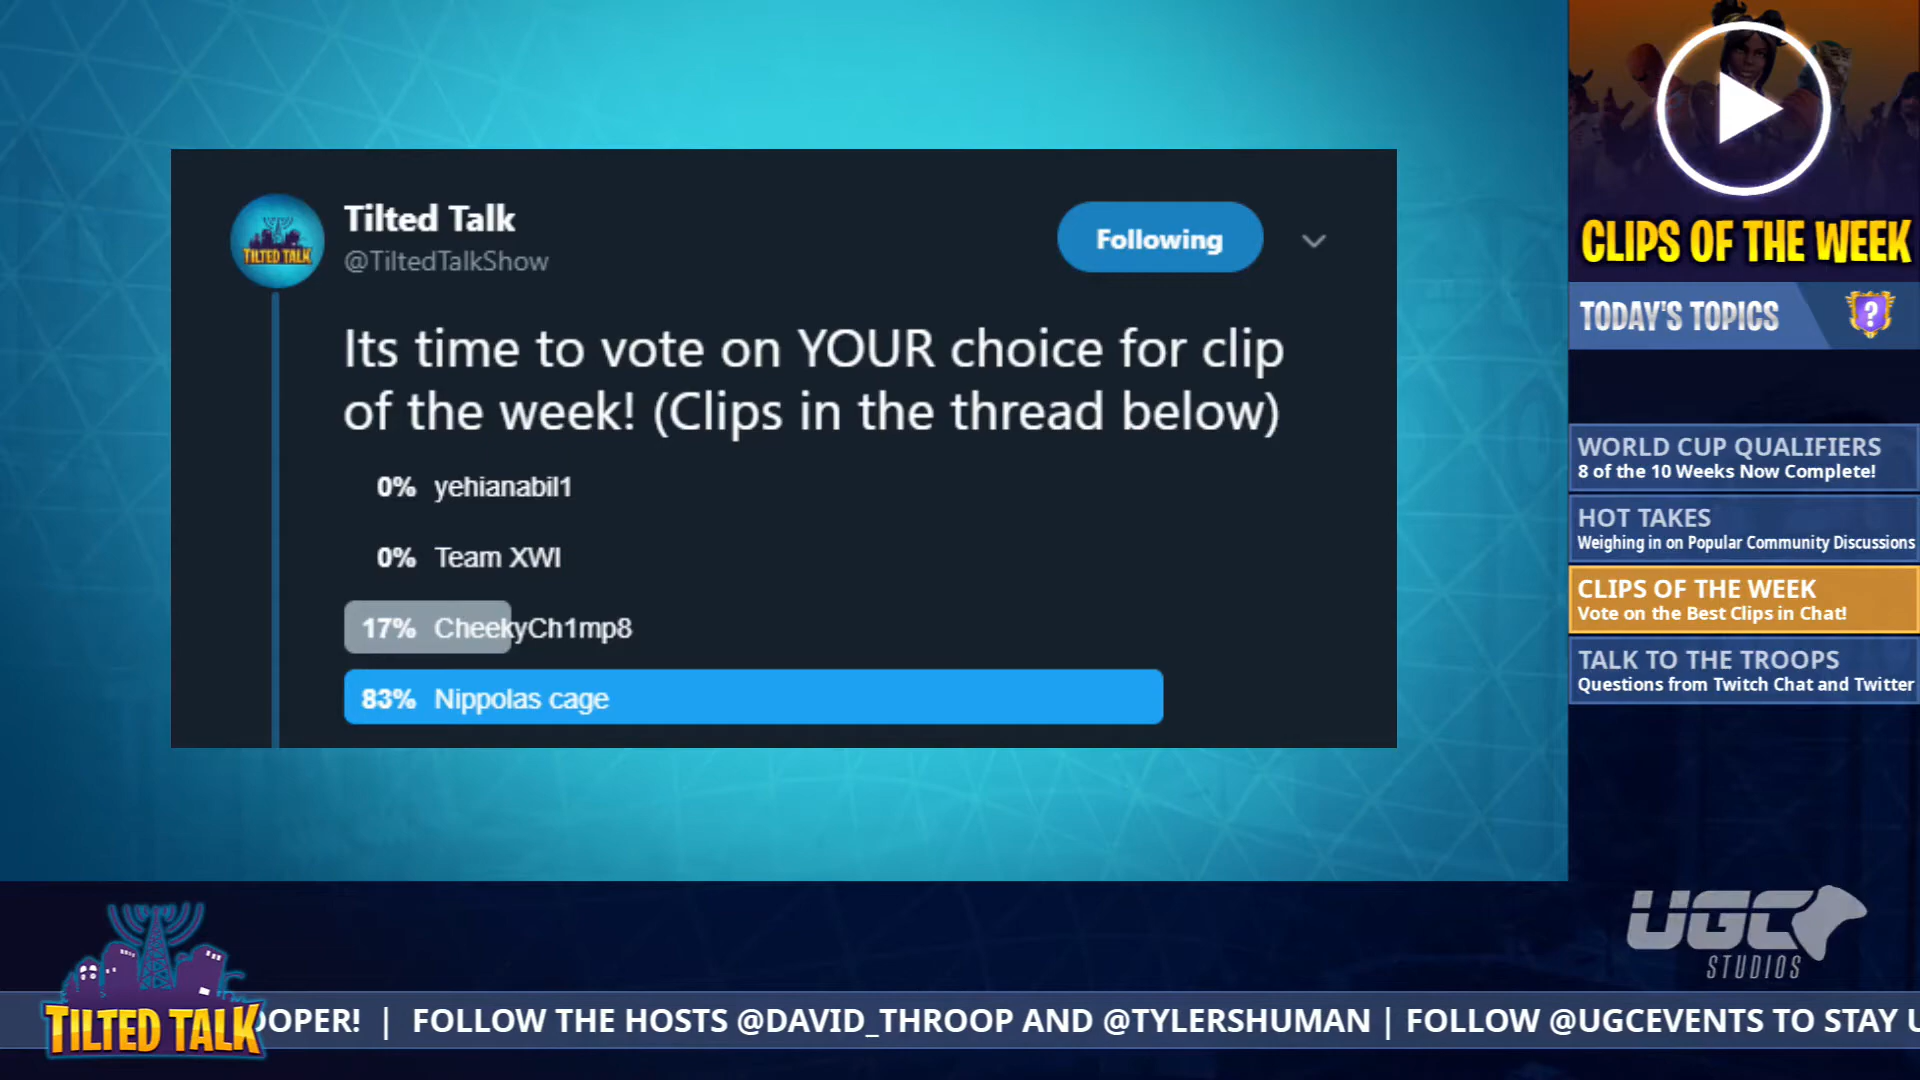 TILTED TALK
Tilted Talk
@TiltedTalkShow
Following
Its time to vote on YOUR choice for clip
of the week! (Clips in the thread below)
0% yehianabil1
0% Team XWI
17% CheekyCh1mp8
83% Nippolas cage
CLIPS OF THE WEEK
TODAY'S TOPICS
?
WORLD CUP QUALIFIERS
8 of the 10 Weeks Now Complete!
HOT TAKES
Weighing in on Popular Community Discussions
CLIPS OF THE WEEK
Vote on the Best Clips in Chat!
TALK TO THE TROOPS
Questions from Twitch Chat and Twitter
UGC
STUDIOS
TILTED TALK
OOPER! | FOLLOW THE HOSTS @DAVID_THROOP AND @TYLERSHUMAN | FOLLOW @UGCEVENTS TO STAY U